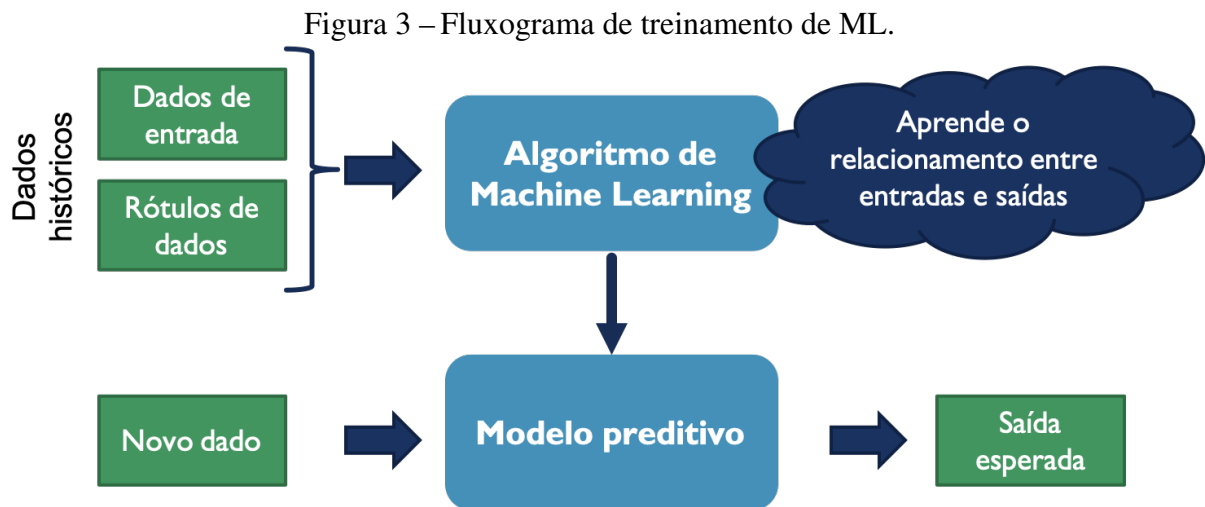 Figura 3 – Fluxograma de treinamento de ML.
Dados
históricos
Dados de
entrada
Rótulos de
dados
Algoritmo de
Machine Learning
Aprende o
relacionamento entre
entradas e saídas
Novo dado
Modelo preditivo
Saída
esperada